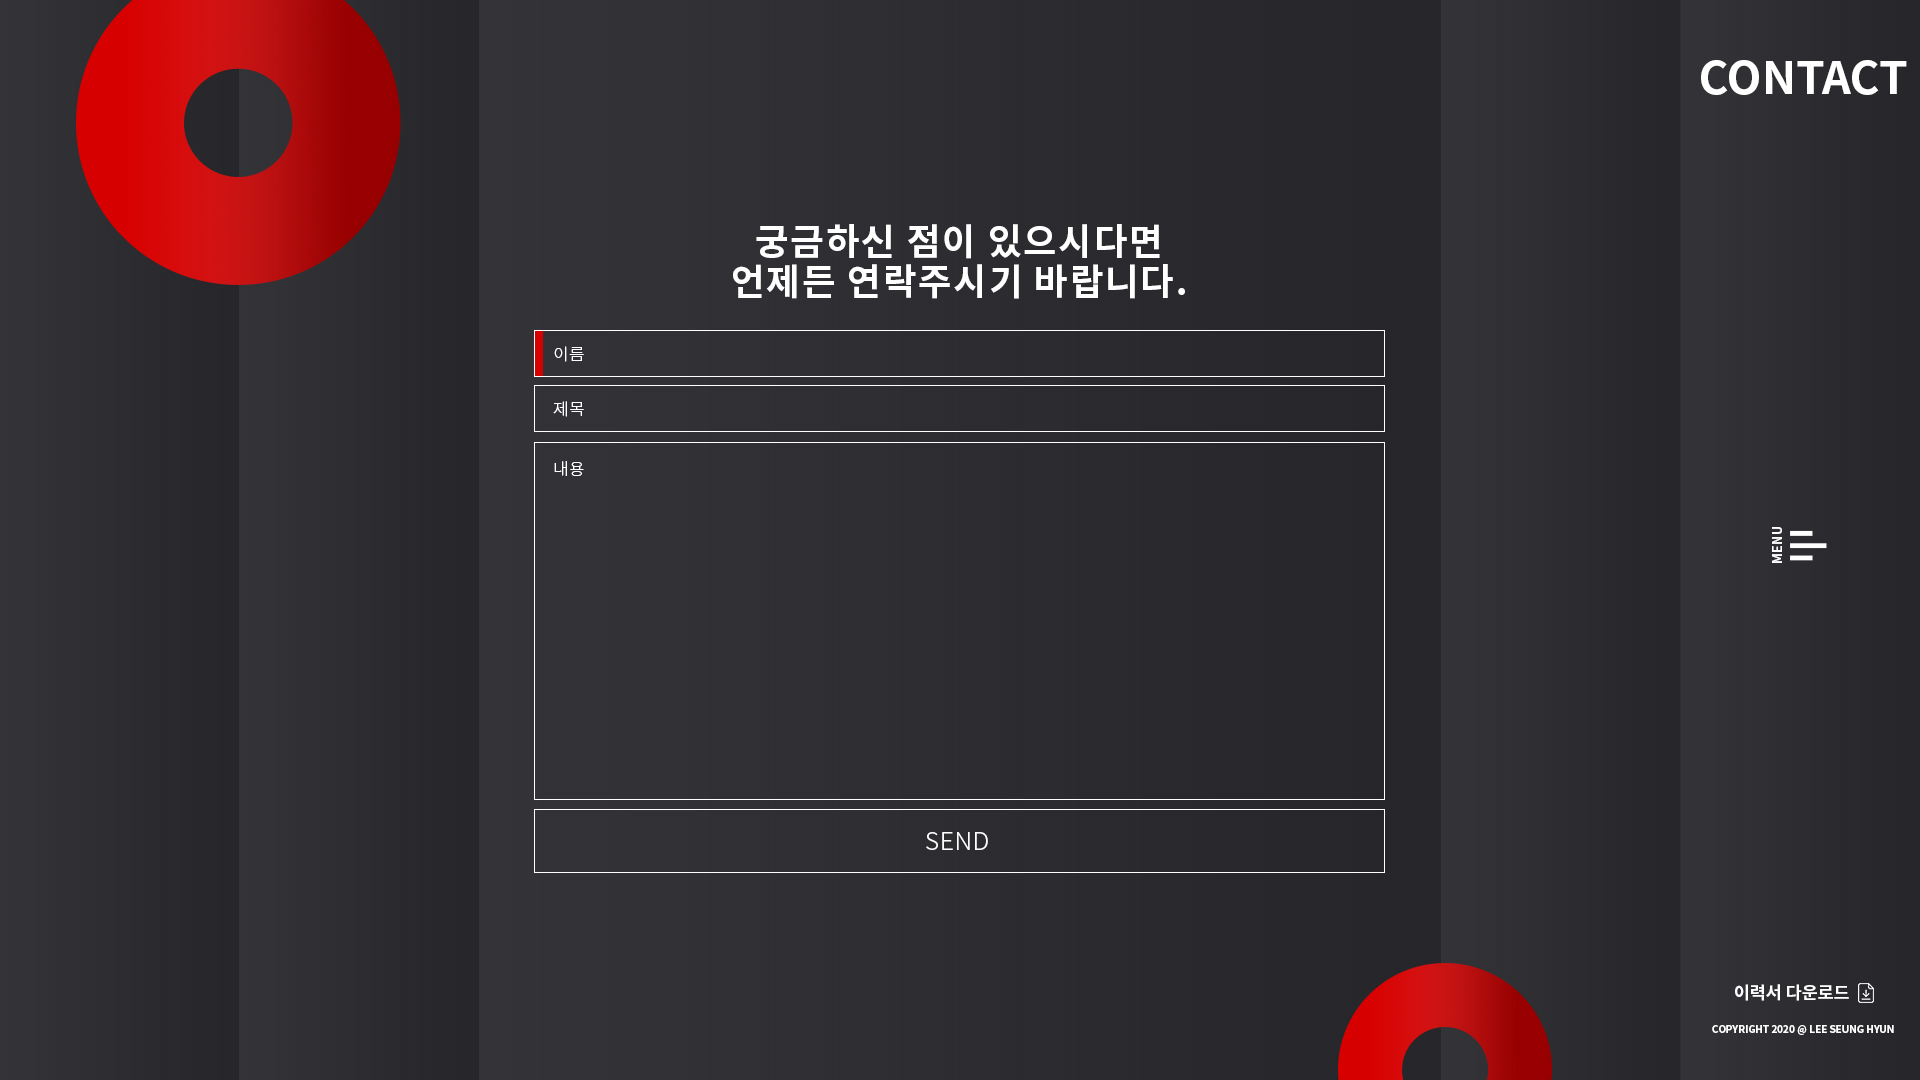 CONTACT
궁금하신 점이 있으시다면
언제든 연락주시기 바랍니다.
이름
제목
내용
SEND
MENU
이력서 다운로드
COPYRIGHT 2020 @ LEE SEUNG HYUN